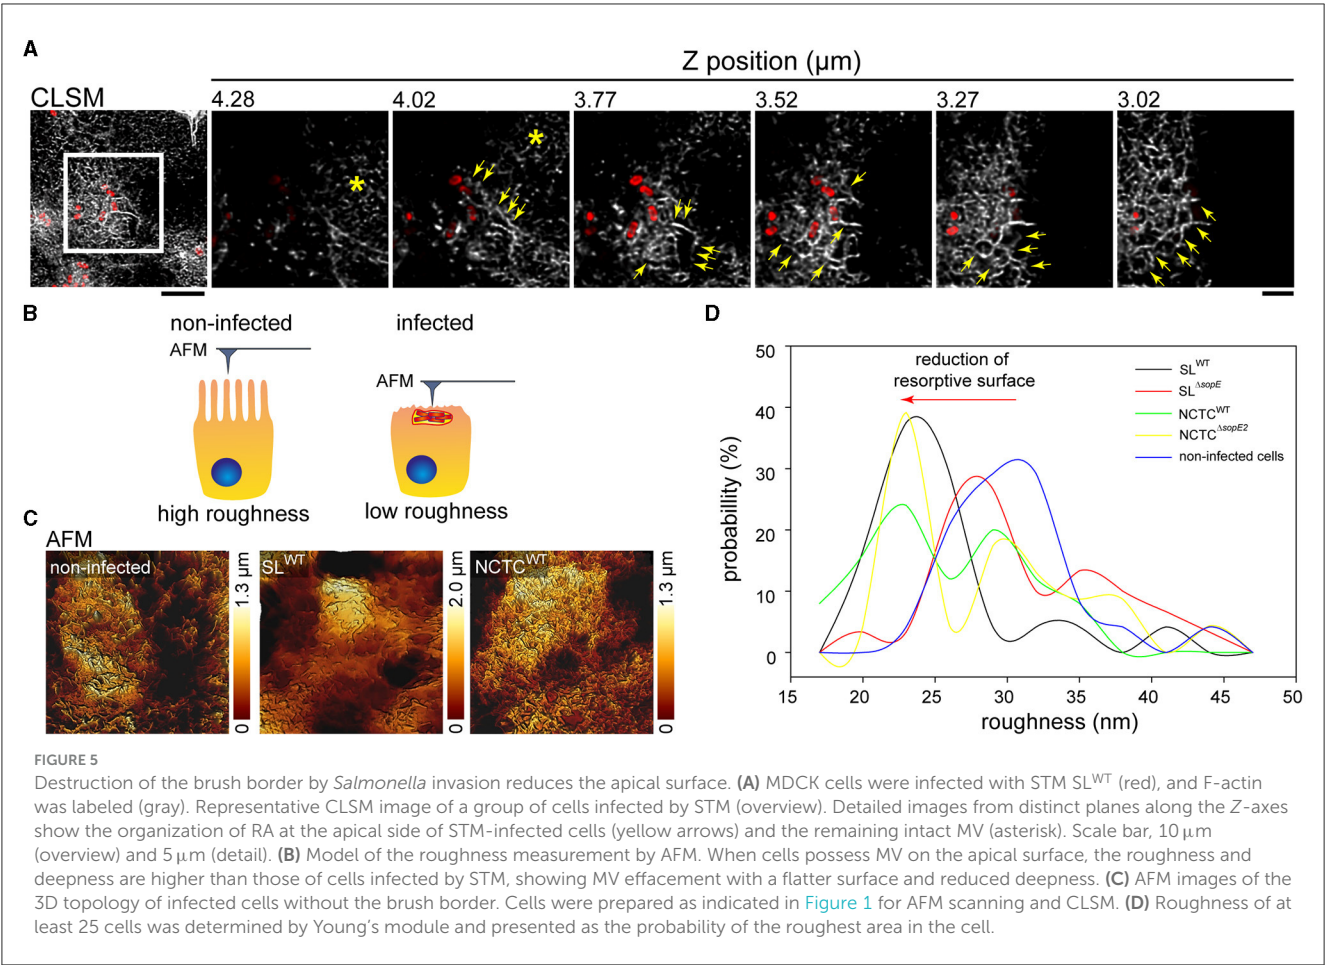 A
Z position (µm)
CLSM
4.28
4.02
3.77
3.52
3.27
3.02
*
*
B
non-infected
infected
AFM
AFM
high roughness
low roughness
C
AFM
non-infected
1.3 µm
0
SLWT
2.0 µm
0
NCTCWT
1.3 µm
0
D
probabillity (%)
50
40
30
20
10
0
reduction of
resorptive surface
SLWT
SLΔsopE
NCTCWT
NCTCΔsopE2
non-infected cells
15 20 25 30 35 40 45 50
roughness (nm)
FIGURE 5
Destruction of the brush border by Salmonella invasion reduces the apical surface. (A) MDCK cells were infected with STM SLWT (red), and F-actin
was labeled (gray). Representative CLSM image of a group of cells infected by STM (overview). Detailed images from distinct planes along the Z-axes
show the organization of RA at the apical side of STM-infected cells (yellow arrows) and the remaining intact MV (asterisk). Scale bar, 10 µm
(overview) and 5 µm (detail). (B) Model of the roughness measurement by AFM. When cells possess MV on the apical surface, the roughness and
deepness are higher than those of cells infected by STM, showing MV effacement with a flatter surface and reduced deepness. (C) AFM images of the
3D topology of infected cells without the brush border. Cells were prepared as indicated in Figure 1 for AFM scanning and CLSM. (D) Roughness of at
least 25 cells was determined by Young's module and presented as the probability of the roughest area in the cell.